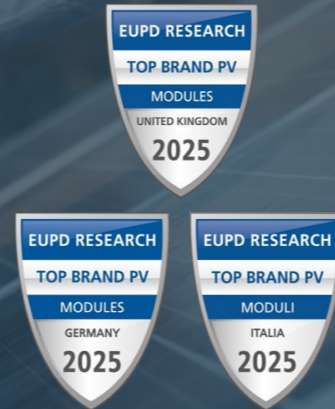 EUPD RESEARCH
TOP BRAND PV
MODULES
UNITED KINGDOM
2025
EUPD RESEARCH
TOP BRAND PV
MODULES
GERMANY
2025
EUPD RESEARCH
TOP BRAND PV
MODULI
ITALIA
2025